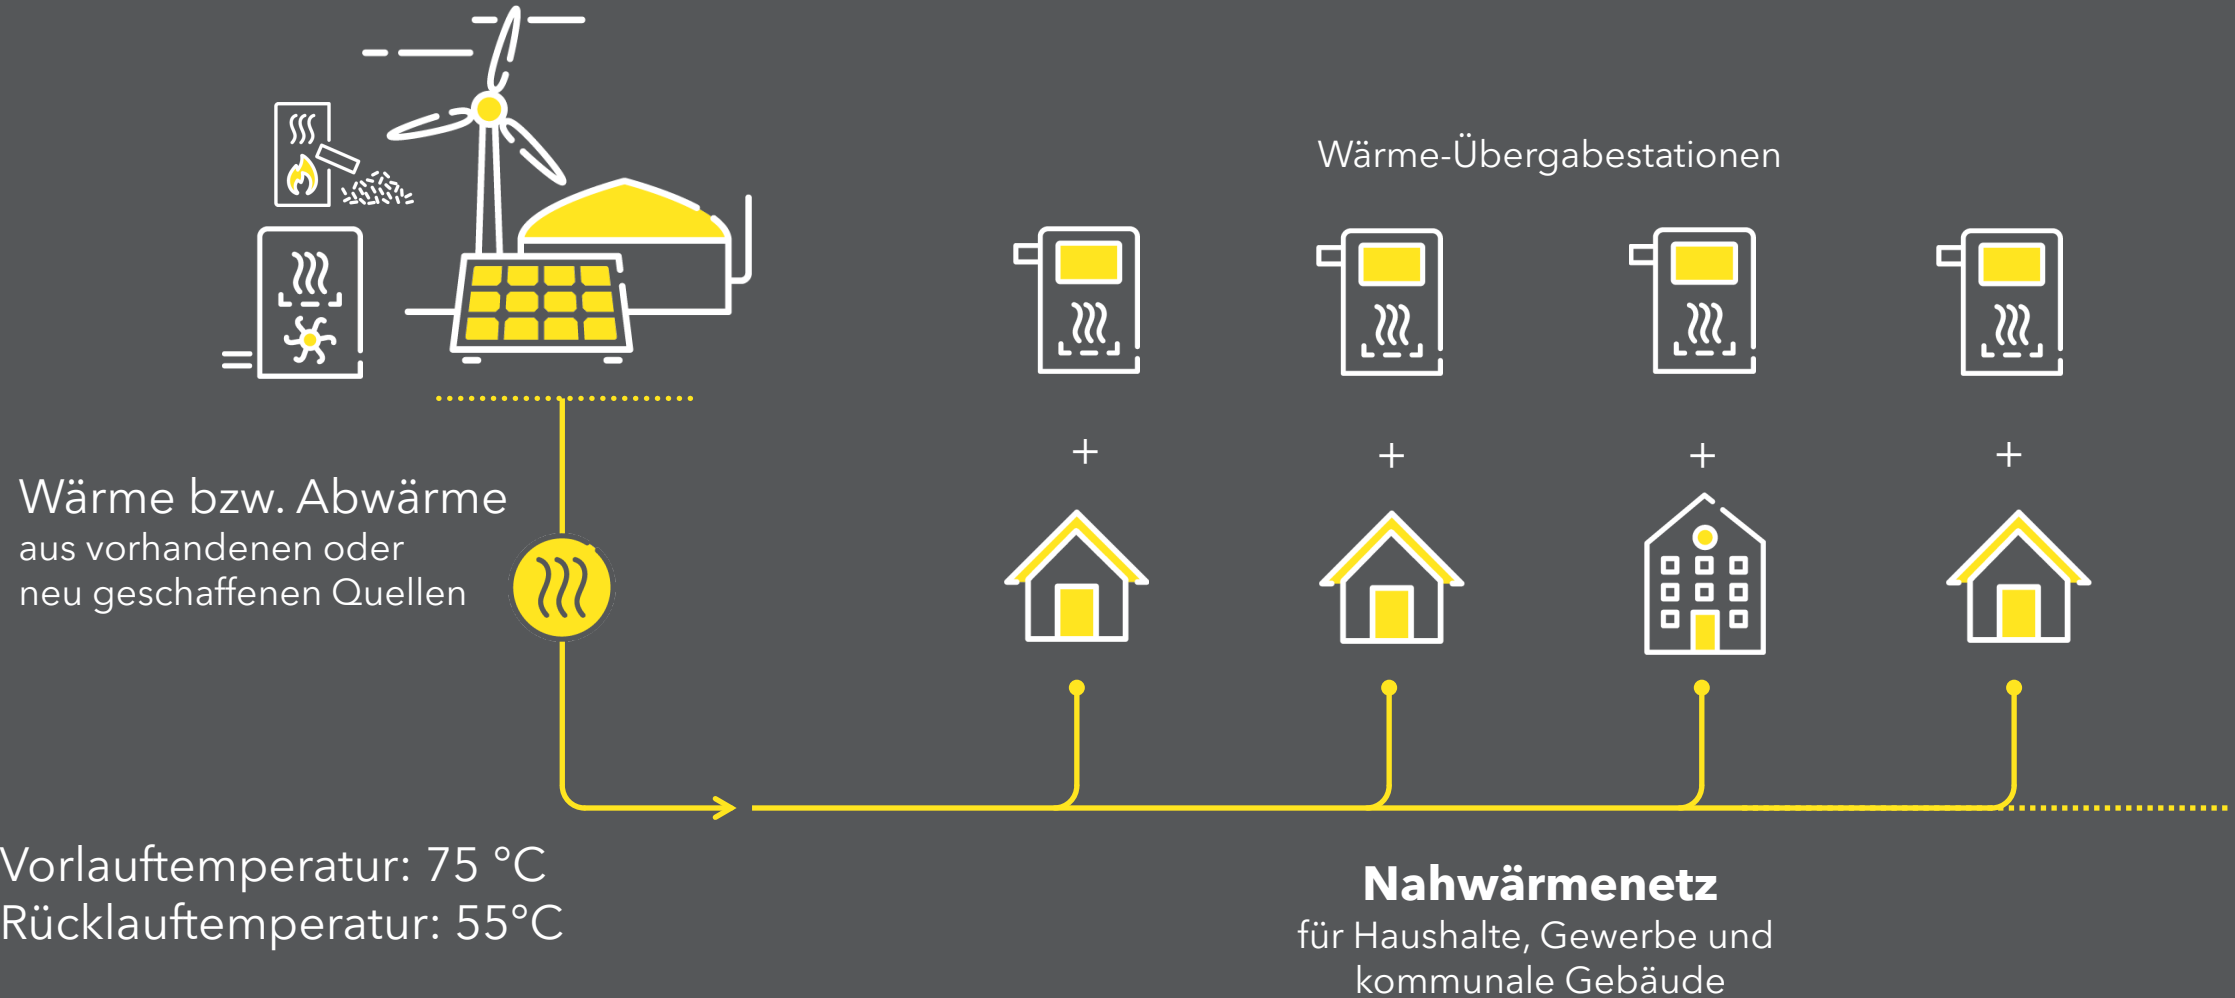 Wärme-Übergabestationen
+
+
+
+
Wärme bzw. Abwärme
aus vorhandenen oder
neu geschaffenen Quellen
Vorlauftemperatur: 75 °C
Rücklauftemperatur: 55°C
Nahwärmenetz
für Haushalte, Gewerbe und
kommunale Gebäude